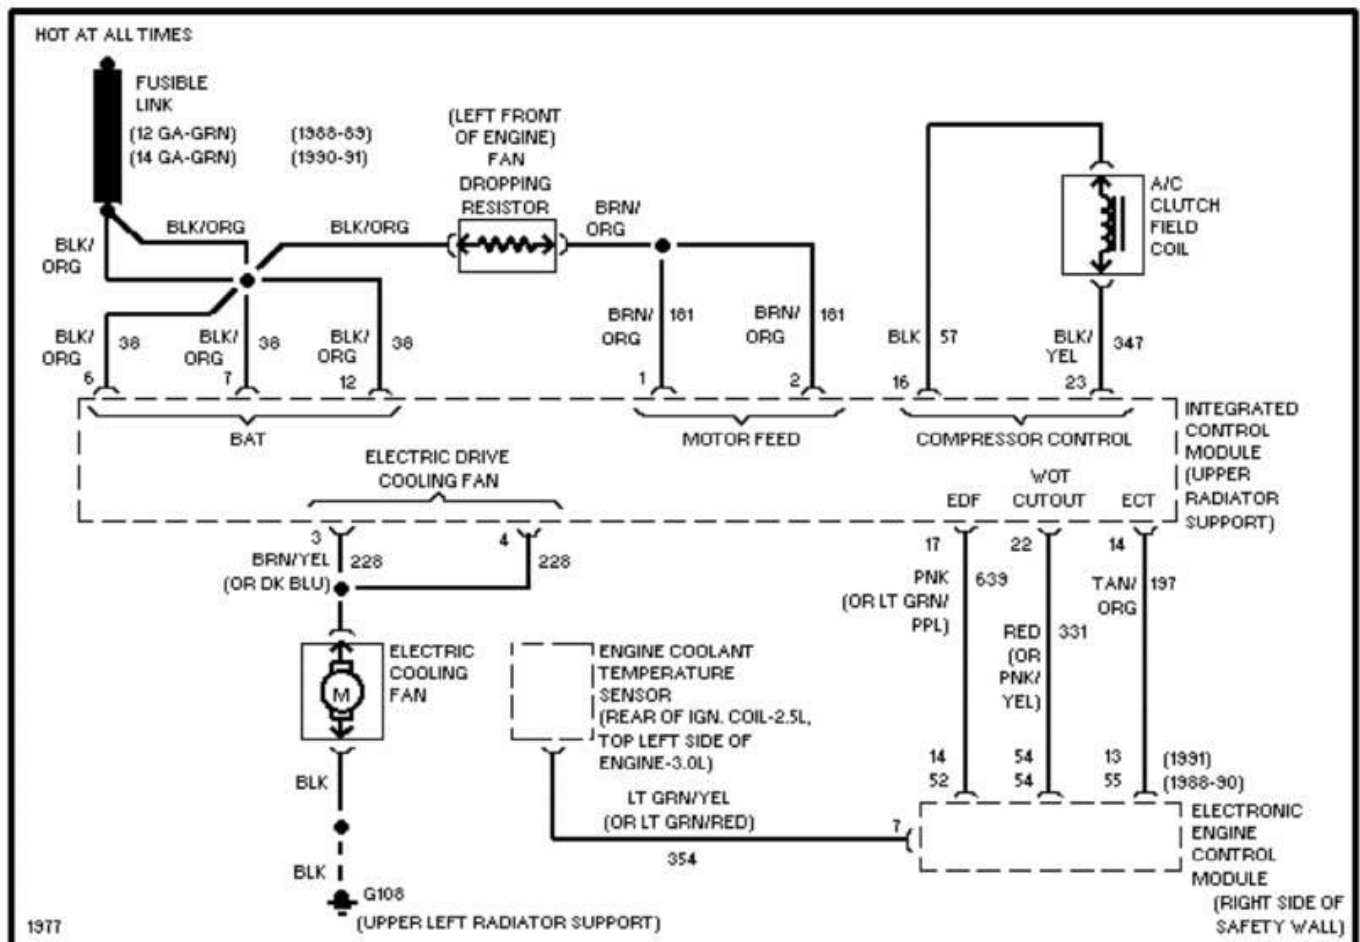 HOT AT ALL TIMES
FUSIBLE
LINK
(12 GA-GRN) (1988-89)
(14 GA-GRN) (1990-91)
(LEFT FRONT
OF ENGINE)
FAN
DROPPING
RESISTOR
A/C
CLUTCH
FIELD
COIL
BLK/ORG
BLK/ORG
BRN/
ORG
BLK/
ORG
BLK/
ORG
38
BLK/
ORG
38
BLK/
ORG
38
BRN/
ORG
181
BRN/
ORG
181
BLK
57
BLK/
YEL
347
6
7
12
1
2
16
23
BAT
MOTOR FEED
COMPRESSOR CONTROL
INTEGRATED
CONTROL
MODULE
(UPPER
RADIATOR
SUPPORT)
ELECTRIC DRIVE
COOLING FAN
EDF
WOT
CUTOUT
ECT
3
4
17
22
14
BRN/YEL
(OR DK BLU)
228
228
PNK
(OR LT GRN/
PPL)
639
RED
(OR
PNK/
YEL)
331
TAN/
ORG
197
ELECTRIC
COOLING
FAN
M
ENGINE COOLANT
TEMPERATURE
SENSOR
(REAR OF IGN. COIL-2.5L,
TOP LEFT SIDE OF
ENGINE-3.0L)
14 54 13 (1991)
52 54 55 (1988-90)
BLK
LT GRN/YEL
(OR LT GRN/RED)
354
7
ELECTRONIC
ENGINE
CONTROL
MODULE
(RIGHT SIDE OF
SAFETY WALL)
BLK
G108
(UPPER LEFT RADIATOR SUPPORT)
1977